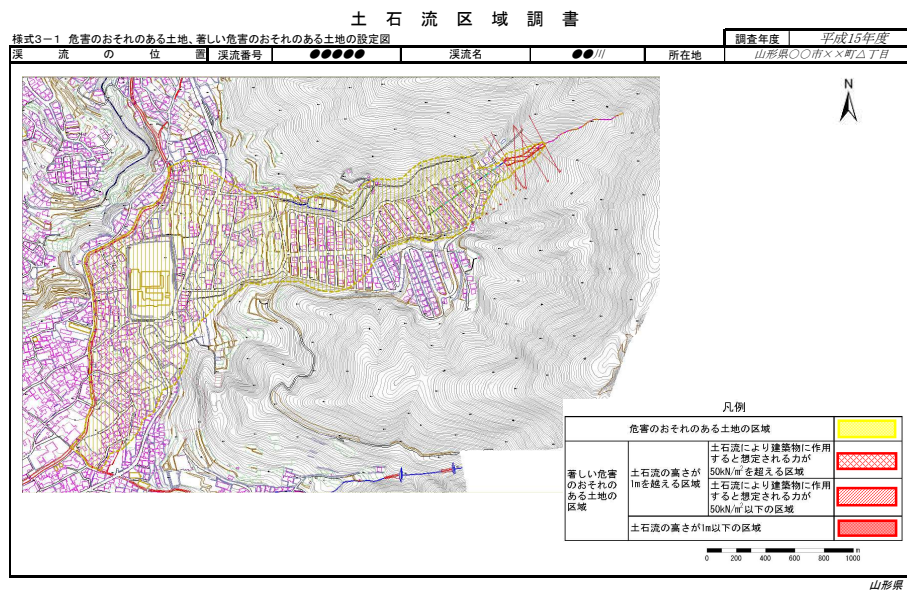 土石流区域調書
様式3－1 危害のおそれのある土地、著しい危害のおそれのある土地の設定図
調査年度 平成15年度
渓流の位置 渓流番号 ●●●●● 渓流名 ●●川 所在地 山形県〇〇市××町△丁目
N
凡例
危害のおそれのある土地の区域
著しい危害
のおそれの
ある土地の
区域
土石流の高さが
1mを越える区域
土石流により建築物に作用
すると想定される力が
50kN/㎡を超える区域
土石流により建築物に作用
すると想定される力が
50kN/㎡以下の区域
土石流の高さが1m以下の区域
0 200 400 600 800 1000 m
山形県